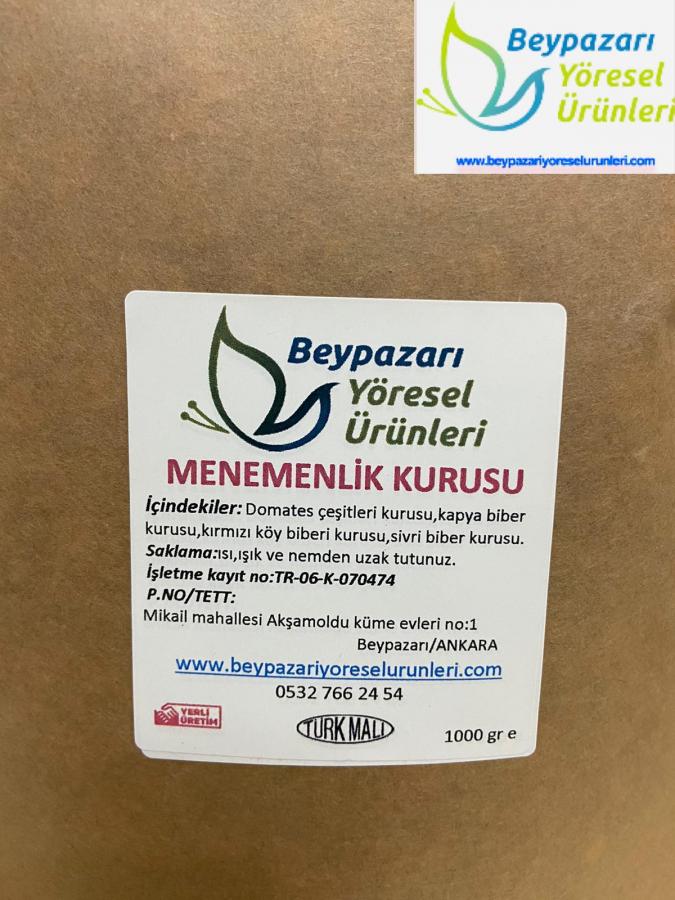 Beypazarı
Yöresel
Ürünleri
www.beypazariyoreselurunleri.com
Beypazarı
Yöresel
Ürünleri
MENEMENLİK KURUSU
İçindekiler: Domates çeşitleri kurusu,kapya biber
kurusu,kırmızı köy biberi kurusu,sivri biber kurusu.
Saklama:ısı,ışık ve nemden uzak tutunuz.
İşletme kayıt no:TR-06-K-070474
P.NO/TETT:
Mikail mahallesi Akşamoldu küme evleri no:1
Beypazarı/ANKARA
www.beypazariyoreselurunleri.com
0532 766 24 54
YERLİ
ÜRETİM
TÜRK MALI
1000 gr e